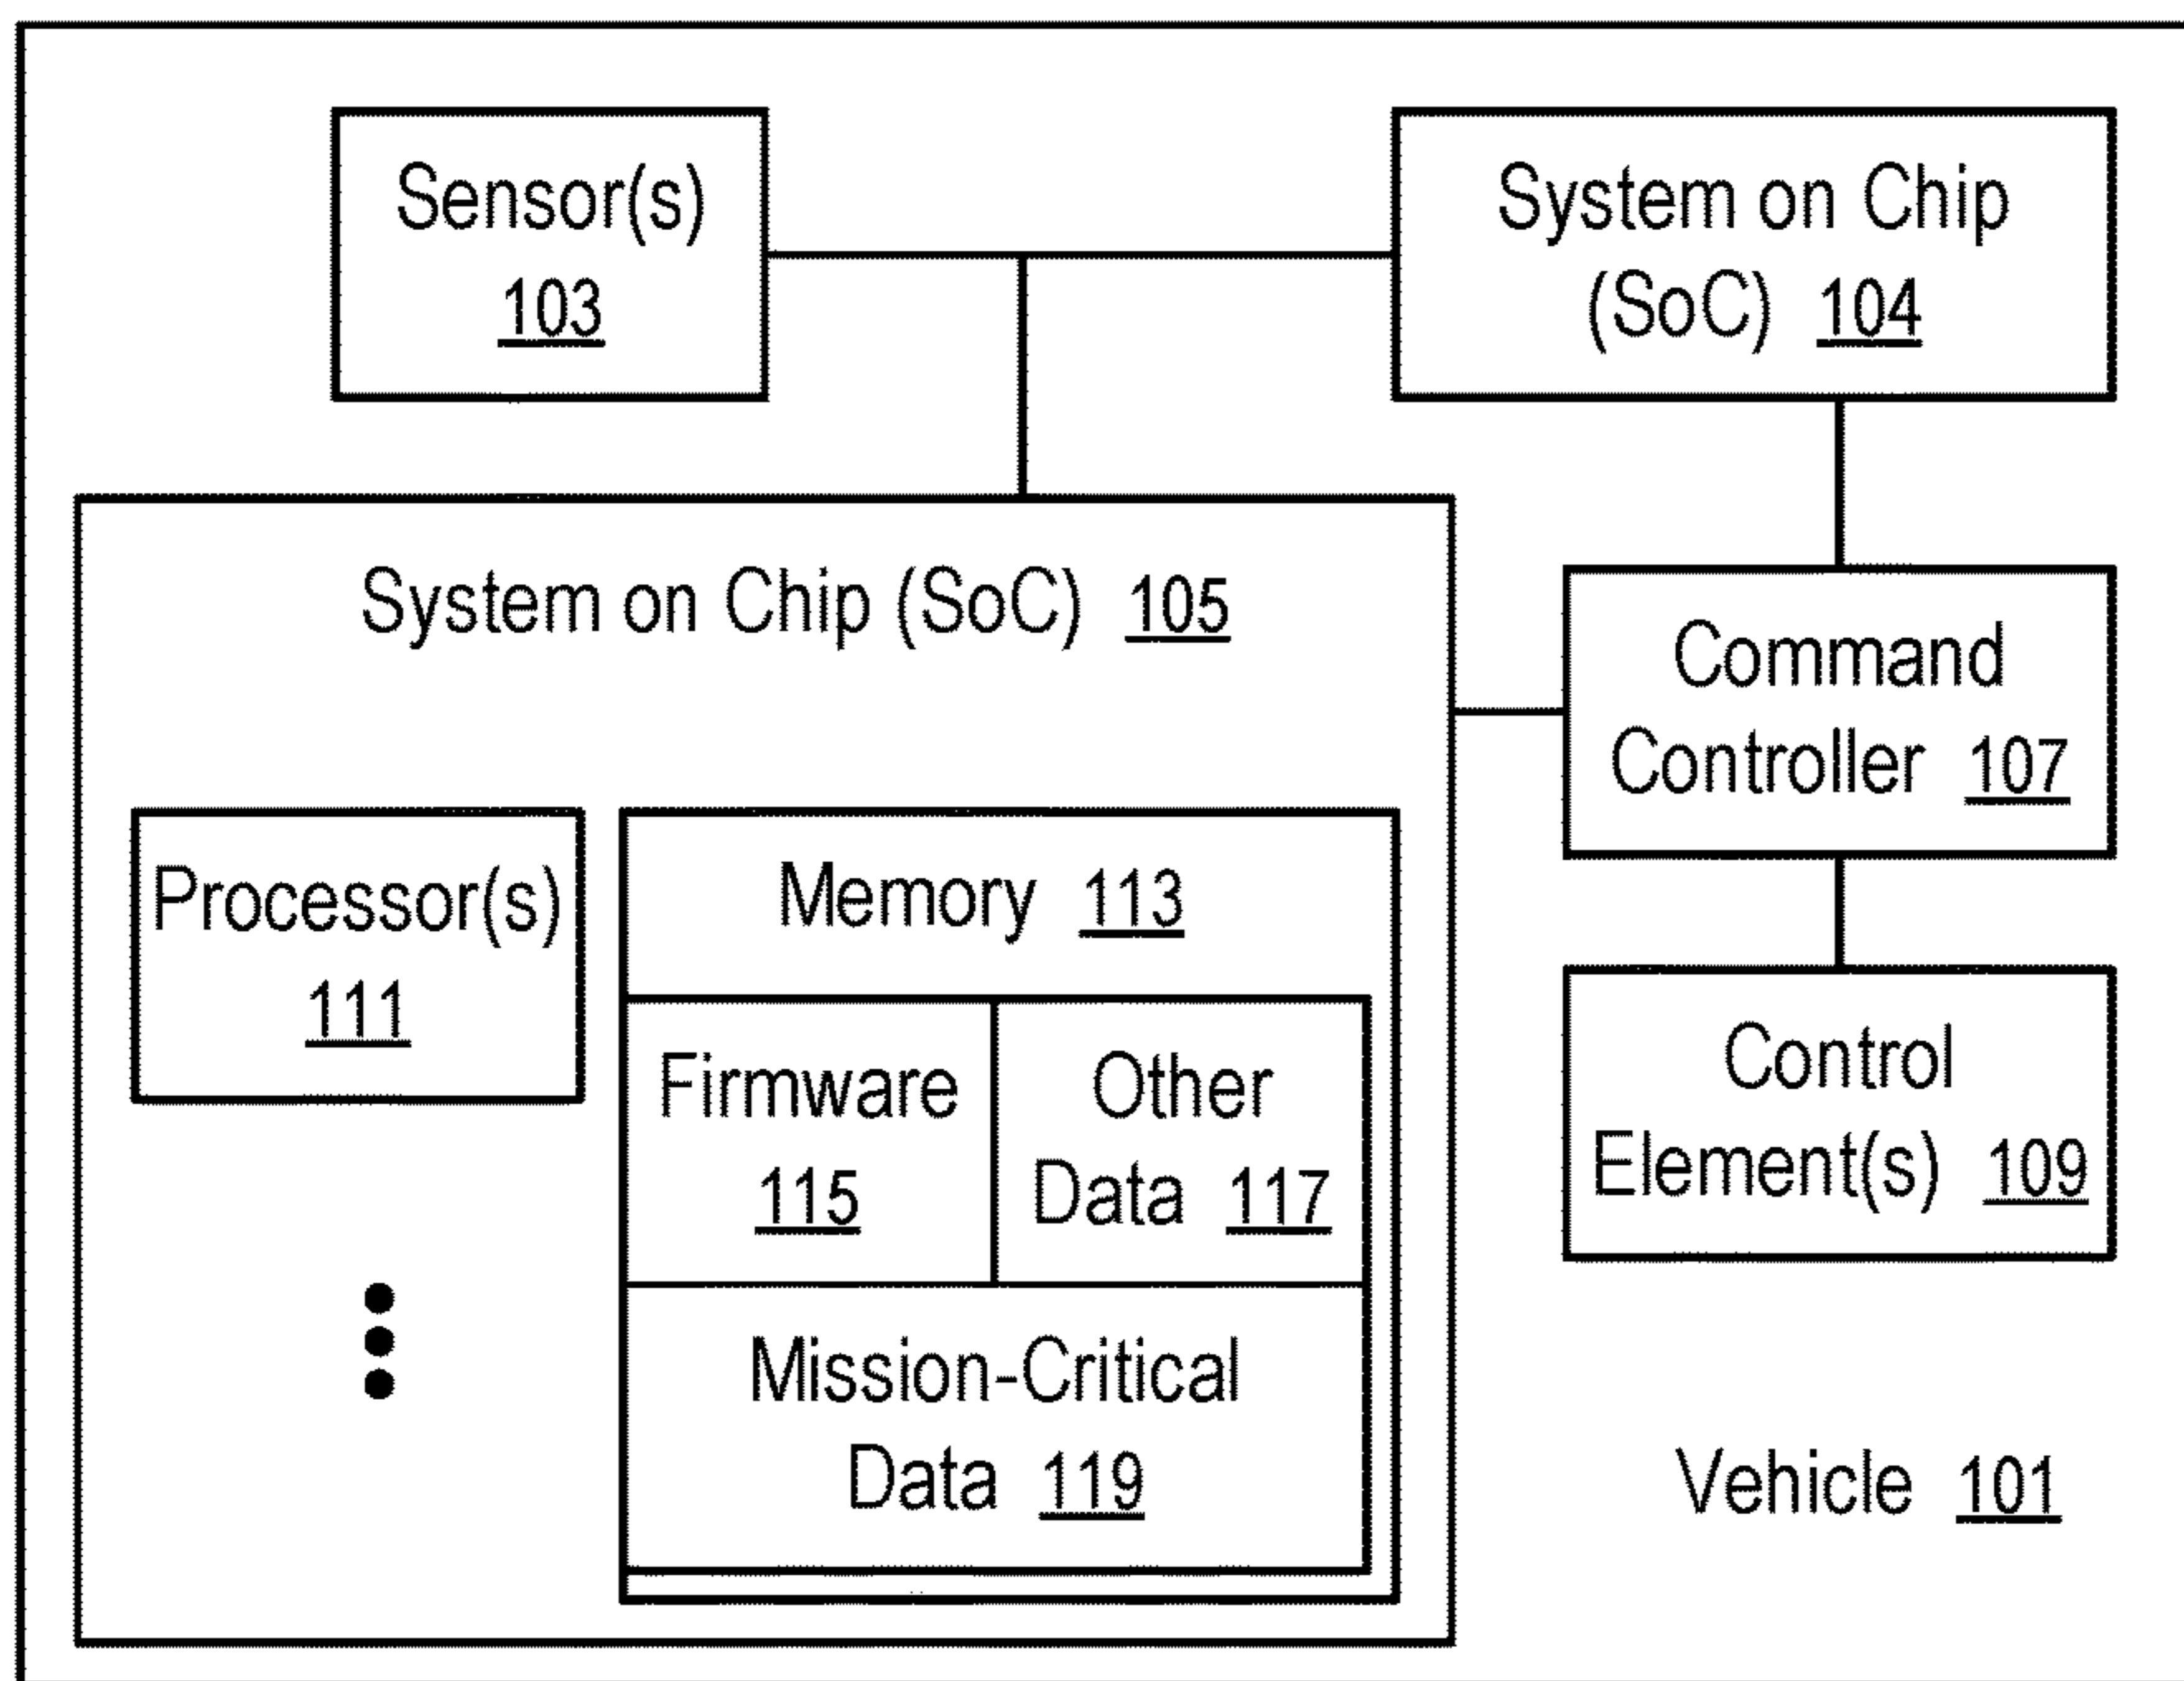 Sensor(s)
103
System on Chip
(SoC) 104
System on Chip (SoC) 105
Command
Controller 107
Processor(s)
111
Memory 113
Firmware
115
Other
Data 117
Mission-Critical
Data 119
Control
Element(s) 109
Vehicle 101